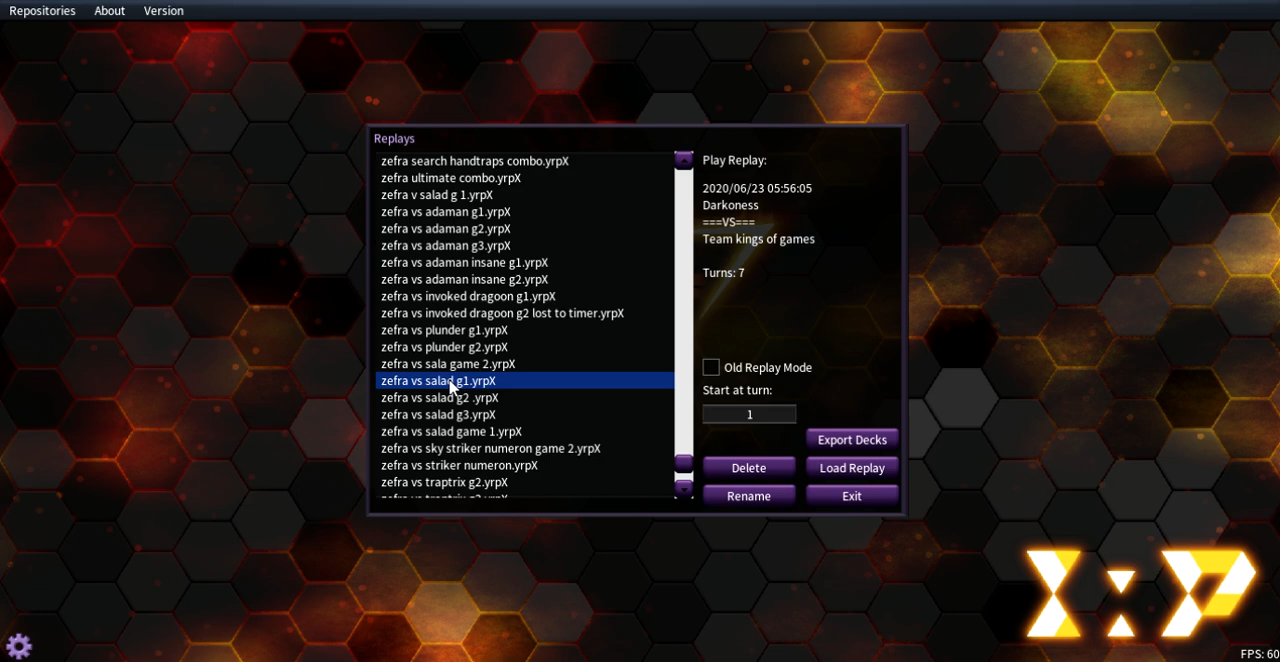 Repositories About Version
Replays
zefra search handtraps combo.yrpX
zefra ultimate combo.yrpX
zefra v salad g 1.yrpX
zefra vs adaman g1.yrpX
zefra vs adaman g2.yrpX
zefra vs adaman g3.yrpX
zefra vs adaman insane g1.yrpX
zefra vs adaman insane g2.yrpX
zefra vs invoked dragoon g1.yrpX
zefra vs invoked dragoon g2 lost to timer.yrpX
zefra vs plunder g1.yrpX
zefra vs plunder g2.yrpX
zefra vs sala game 2.yrpX
zefra vs salad g1.yrpX
zefra vs salad g2 .yrpX
zefra vs salad g3.yrpX
zefra vs salad game 1.yrpX
zefra vs sky striker numeron game 2.yrpX
zefra vs striker numeron.yrpX
zefra vs traptrix g2.yrpX
Play Replay:
2020/06/23 05:56:05
Darkoness
===VS===
Team kings of games
Turns: 7
Old Replay Mode
Start at turn:
1
Export Decks
Delete Load Replay
Rename Exit
FPS: 60